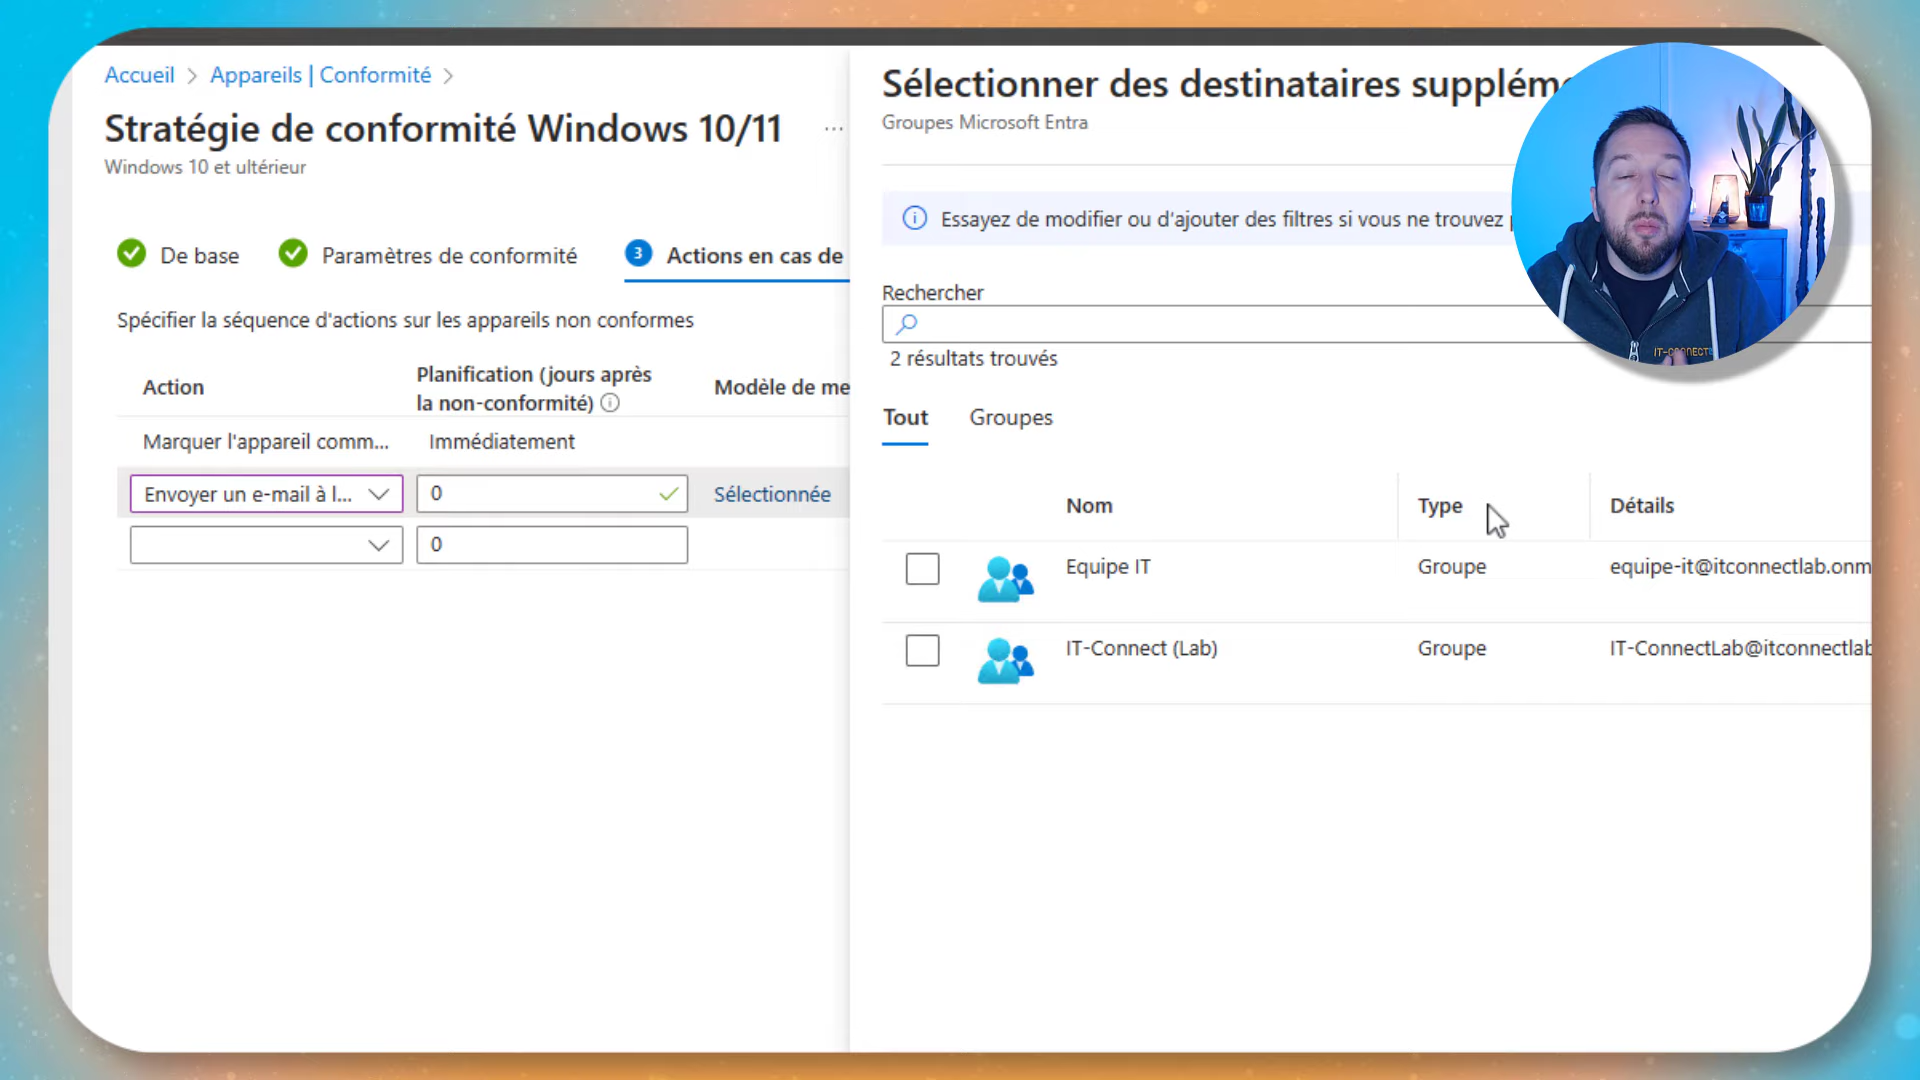 Accueil > Appareils | Conformité >
Stratégie de conformité Windows 10/11 ...
Windows 10 et ultérieur
De base
Paramètres de conformité
3 Actions en cas de
Spécifier la séquence d'actions sur les appareils non conformes
Action
Planification (jours après
la non-conformité)
Modèle de me
Marquer l'appareil comm...
Immédiatement
Envoyer un e-mail à l...
0
Sélectionnée
0
Sélectionner des destinataires supplém
Groupes Microsoft Entra
Essayez de modifier ou d'ajouter des filtres si vous ne trouvez
Rechercher
2 résultats trouvés
Tout
Groupes
Nom
Type
Détails
Equipe IT
Groupe
equipe-it@itconnectlab.onm
IT-Connect (Lab)
Groupe
IT-ConnectLab@itconnectlab
IT-CONNECT